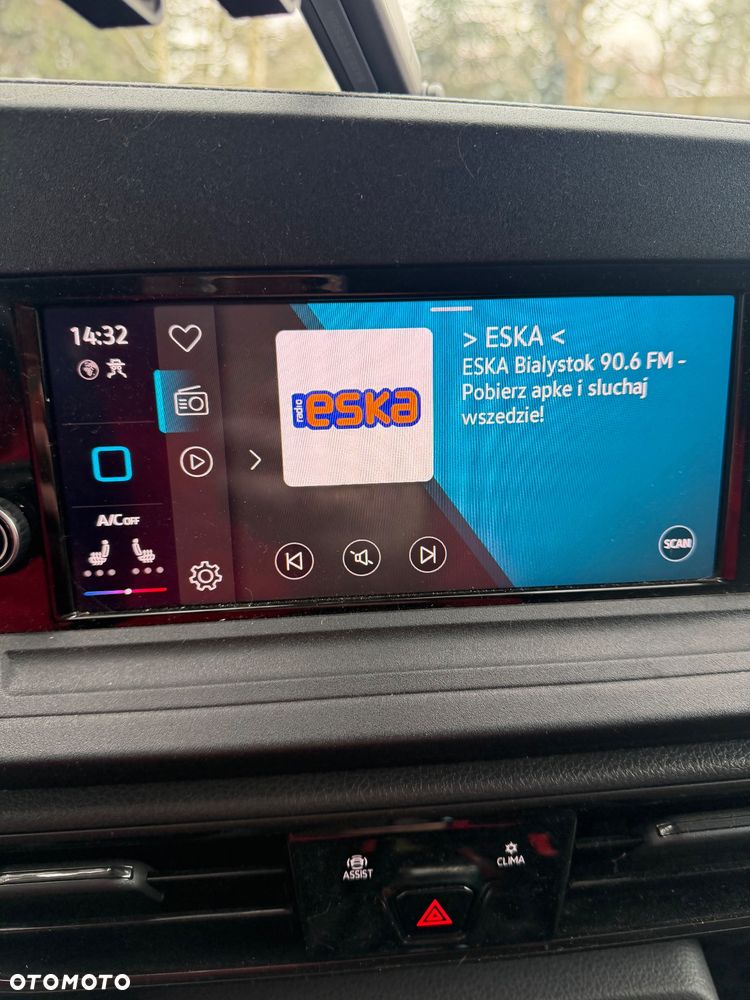 14:32
> ESKA <
ESKA Bialystok 90.6 FM -
Pobierz apke i sluchaj
wszedzie!
radio eska
A/C OFF
SCAN
ASSIST
CLIMA
OTOMOTO